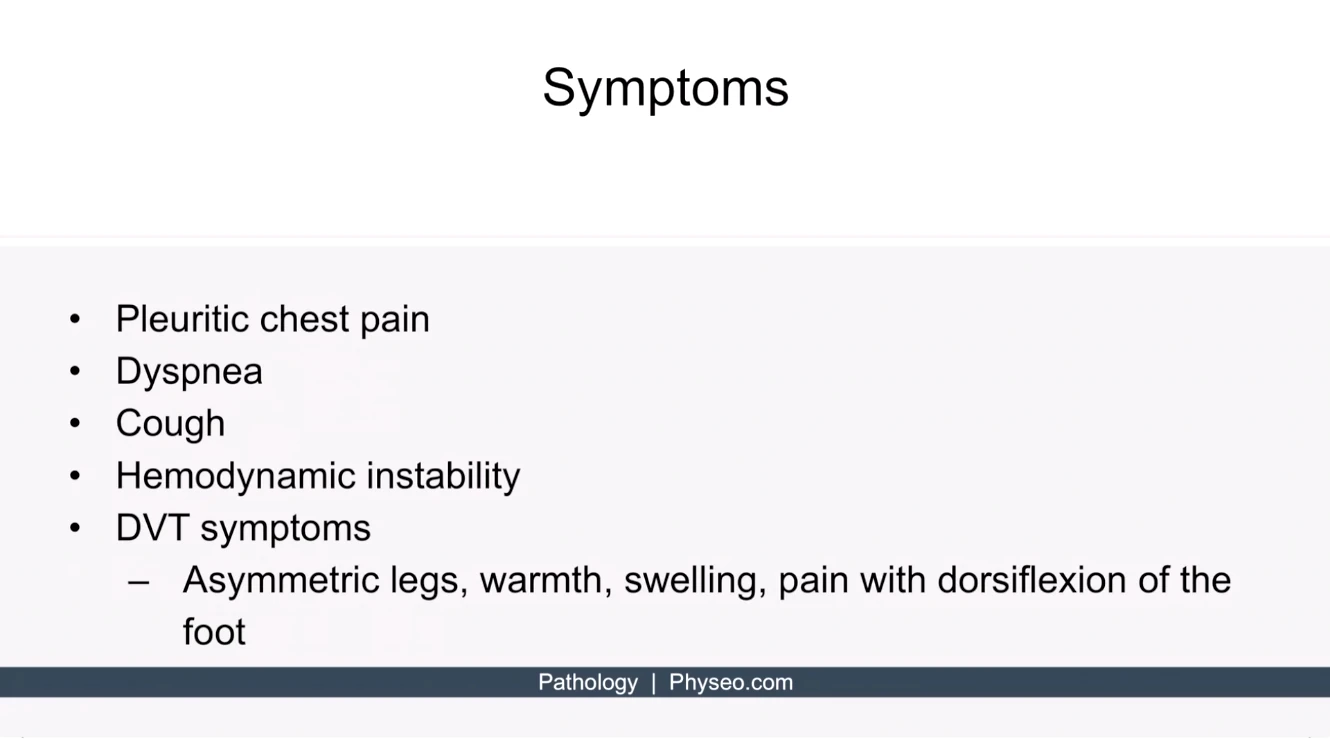 Symptoms
• Pleuritic chest pain
• Dyspnea
• Cough
• Hemodynamic instability
• DVT symptoms
– Asymmetric legs, warmth, swelling, pain with dorsiflexion of the
foot
Pathology | Physeo.com